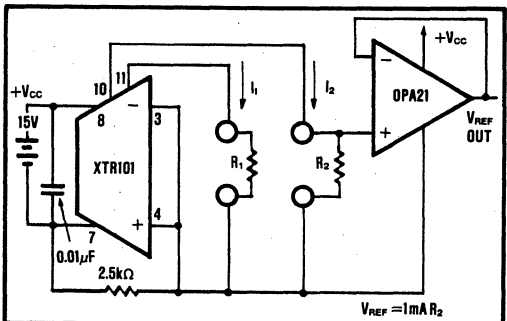 +VCC
15V
0.01μF
10
11
8
3
XTR101
4
7
2.5kΩ
I1
I2
R1
R2
+VCC
OPA21
VREF
OUT
VREF = 1mA R2
−
+
−
+